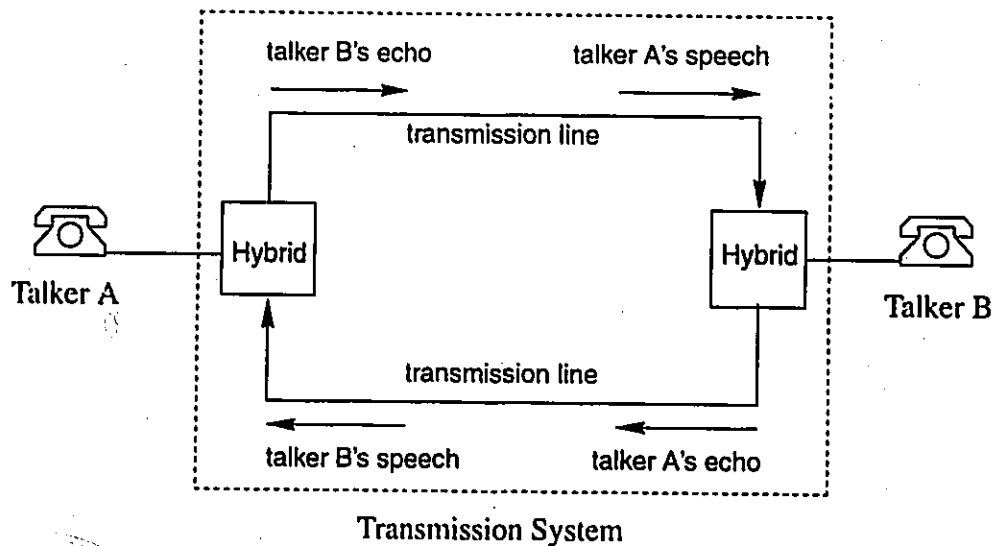 talker B's echo
talker A's speech
transmission line
Hybrid
Hybrid
Talker A
Talker B
transmission line
talker B's speech
talker A's echo
Transmission System